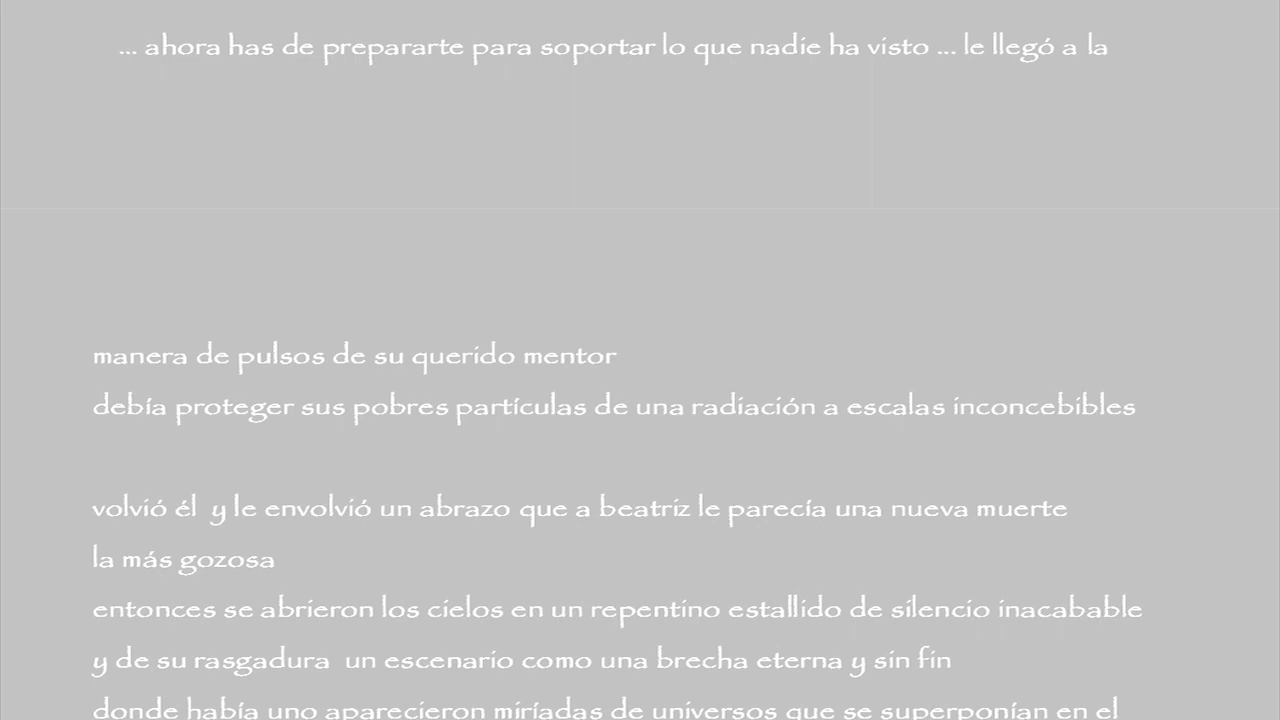 ... ahora has de prepararte para soportar lo que nadie ha visto ... le llegó a la
manera de pulsos de su querido mentor
debía proteger sus pobres partículas de una radiación a escalas inconcebibles
volvió él y le envolvió un abrazo que a beatriz le parecía una nueva muerte
la más gozosa
entonces se abrieron los cielos en un repentino estallido de silencio inacabable
y de su rasgadura un escenario como una brecha eterna y sin fin
donde había uno aparecieron miríadas de universos que se superponían en el